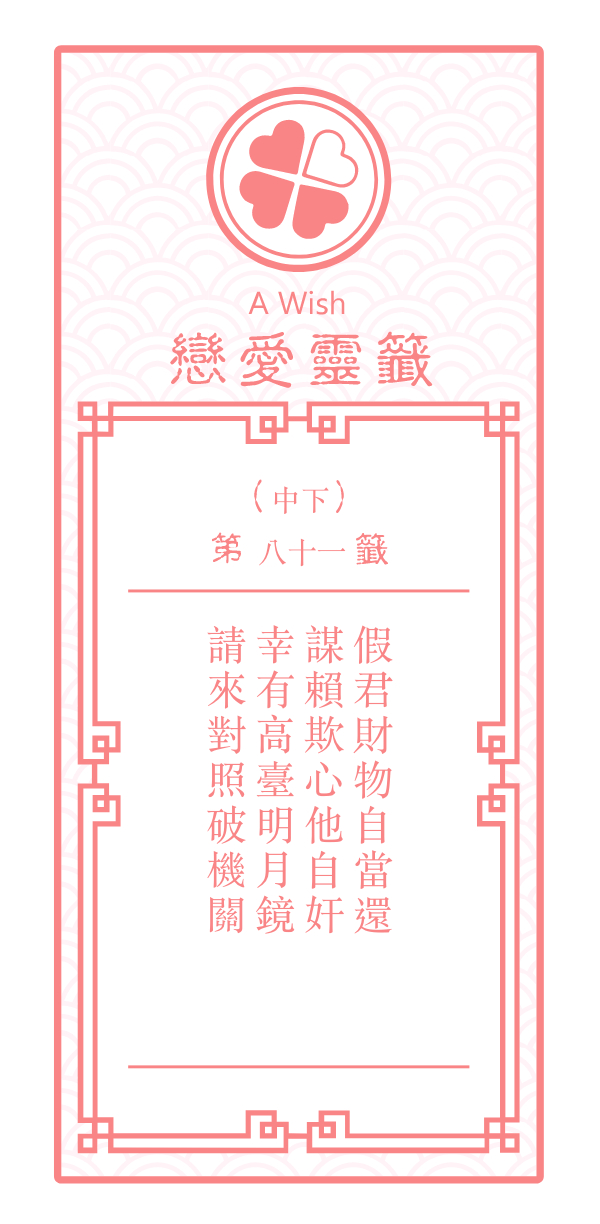 A Wish
戀愛靈籤
（中下）
第 八十一 籤
假君財物自當還
謀賴欺心他自奸
幸有高臺明月鏡
請來對照破機關